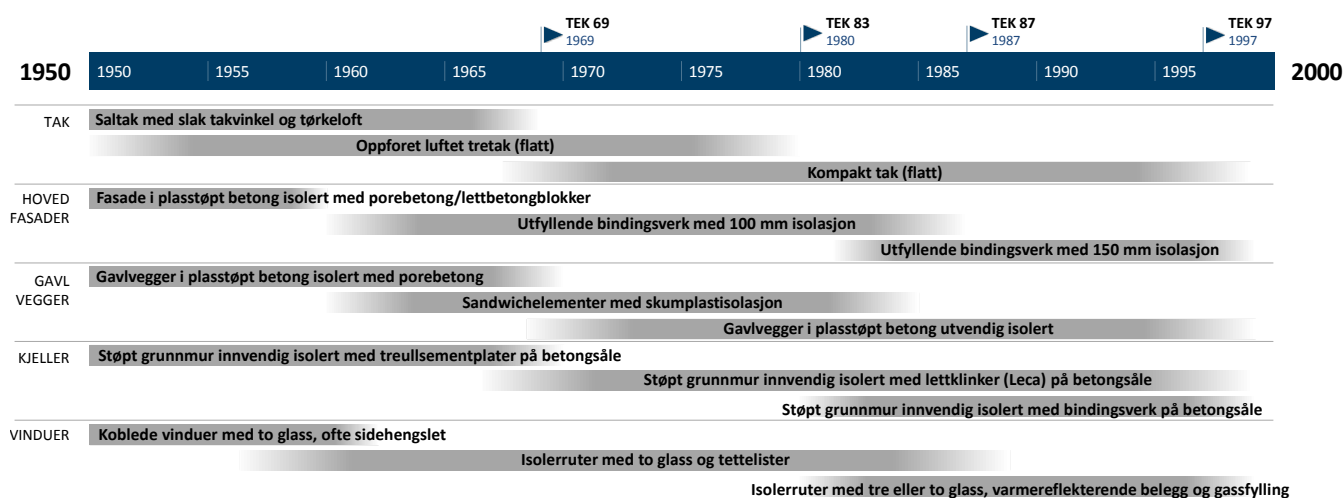 TEK 69
1969
TEK 83
1980
TEK 87
1987
TEK 97
1997
1950
1950
1955
1960
1965
1970
1975
1980
1985
1990
1995
2000
TAK
Saltak med slak takvinkel og tørkeloft
Oppforet luftet tretak (flatt)
Kompakt tak (flatt)
HOVED
FASADER
Fasade i plasstøpt betong isolert med porebetong/lettbetongblokker
Utfyllende bindingsverk med 100 mm isolasjon
Utfyllende bindingsverk med 150 mm isolasjon
GAVL
VEGGER
Gavlvegger i plasstøpt betong isolert med porebetong
Sandwichelementer med skumplastisolasjon
Gavlvegger i plasstøpt betong utvendig isolert
KJELLER
Støpt grunnmur innvendig isolert med treullsementplater på betongsåle
Støpt grunnmur innvendig isolert med lettklinker (Leca) på betongsåle
Støpt grunnmur innvendig isolert med bindingsverk på betongsåle
VINDUER
Koblede vinduer med to glass, ofte sidehengslet
Isolerruter med to glass og tettelister
Isolerruter med tre eller to glass, varmereflekterende belegg og gassfylling